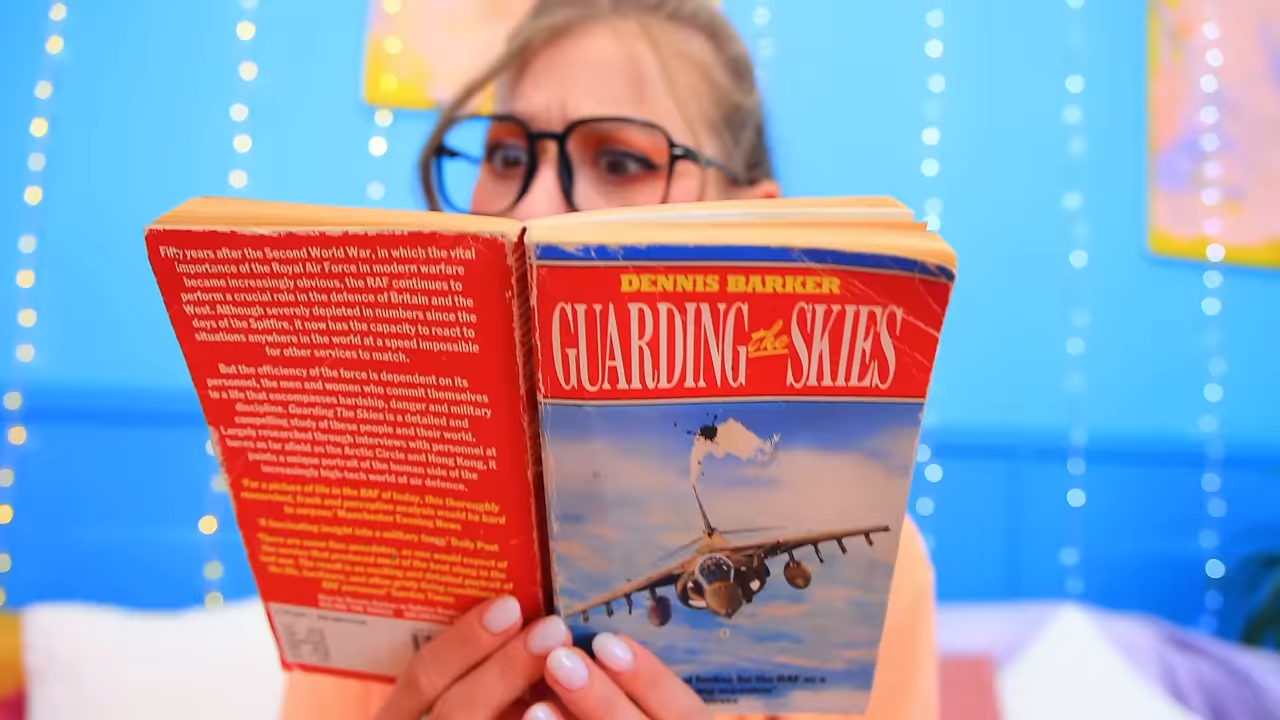 Fifty years after the Second World War, in which the vital
importance of the Royal Air Force in modern warfare
became increasingly obvious, the RAF continues to
perform a crucial role in the defence of Britain and the
West. Although severely depleted in numbers since the
days of the Spitfire, it now has the capacity to react to
situations anywhere in the world at a speed impossible
for other services to match.
But the efficiency of the force is dependent on its
personnel, the men and women who commit themselves
to a life that encompasses hardship, danger and military
discipline. Guarding The Skies is a detailed and
compelling study of these people and their world.
Largely researched through interviews with personnel at
bases as far afield as the Arctic Circle and Hong Kong, it
paints a unique portrait of the human side of the
increasingly high-tech world of air defence.
'For a picture of life in the RAF of today, this thoroughly
researched, frank and perceptive analysis would be hard
to surpass' Manchester Evening News
'A fascinating insight into a military force' Daily Post
DENNIS BARKER
GUARDING the SKIES
feeling for the RAF as a